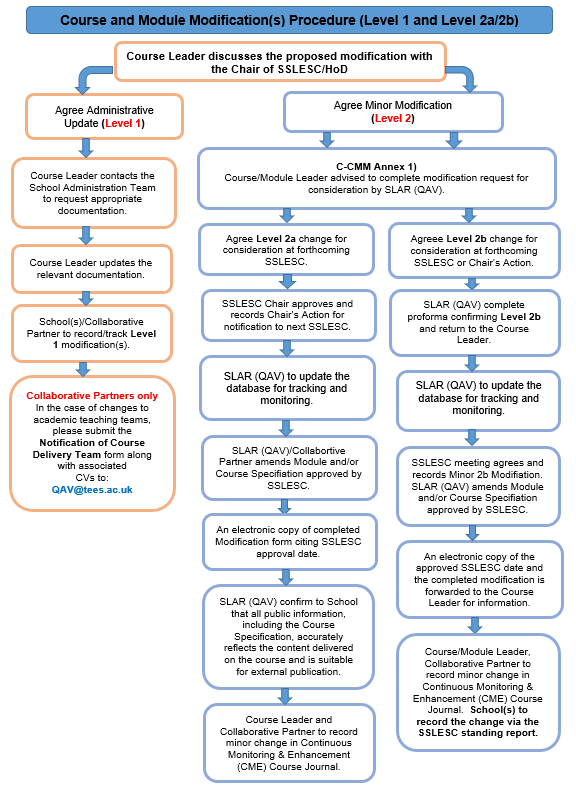 Course and Module Modification(s) Procedure (Level 1 and Level 2a/2b)
Course Leader discusses the proposed modification with
the Chair of SSLESC/HoD
Agree Administrative
Update (Level 1)
Course Leader contacts the
School Administration Team
to request appropriate
documentation.
Course Leader updates the
relevant documentation.
School(s)/Collaborative
Partner to record/track Level
1 modification(s).
Collaborative Partners only
In the case of changes to
academic teaching teams,
please submit the
Notification of Course
Delivery Team form along
with associated
CVs to:
QAV@tees.ac.uk
Agree Minor Modification
(Level 2)
C-CMM Annex 1)
Course/Module Leader advised to complete modification request for
consideration by SLAR (QAV).
Agree Level 2a change for
consideration at forthcoming
SSLESC.
SSLESC Chair approves and
records Chair's Action for
notification to next SSLESC.
SLAR (QAV) to update the
database for tracking and
monitoring.
SLAR (QAV)/Collabortive
Partner amends Module and/or
Course Specifiation approved by
SSLESC.
An electronic copy of completed
Modification form citing SSLESC
approval date.
SLAR (QAV) confirm to School
that all public information,
including the Course
Specification, accurately
reflects the content delivered
on the course and is suitable
for external publication.
Course Leader and
Collaborative Partner to record
minor change in Continuous
Monitoring & Enhancement
(CME) Course Journal.
Agreee Level 2b change for
consideration at forthcoming
SSLESC or Chair's Action.
SLAR (QAV) complete
proforma confirming Level 2b
and return to the Course
Leader.
SLAR (QAV) to update the
database for tracking and
monitoring.
SSLESC meeting agrees and
records Minor 2b Modifiation.
SLAR (QAV) amends Module
and/or Course Specifiation
approved by SSLESC.
An electronic copy of the
approved SSLESC date and
the completed modification is
forwarded to the Course
Leader for information.
Course/Module Leader,
Collaborative Partner to
record minor change in
Continuous Monitoring &
Enhancement (CME) Course
Journal. School(s) to
record the change via the
SSLESC standing report.